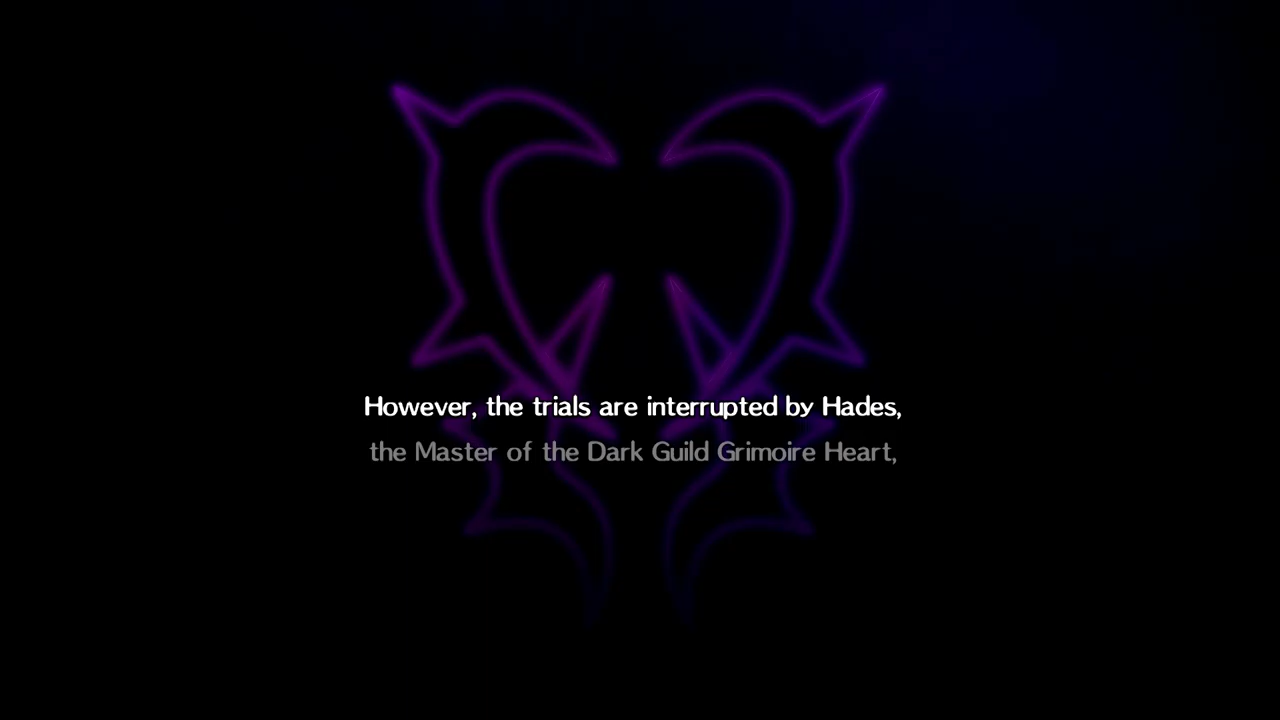 However, the trials are interrupted by Hades,
the Master of the Dark Guild Grimoire Heart,